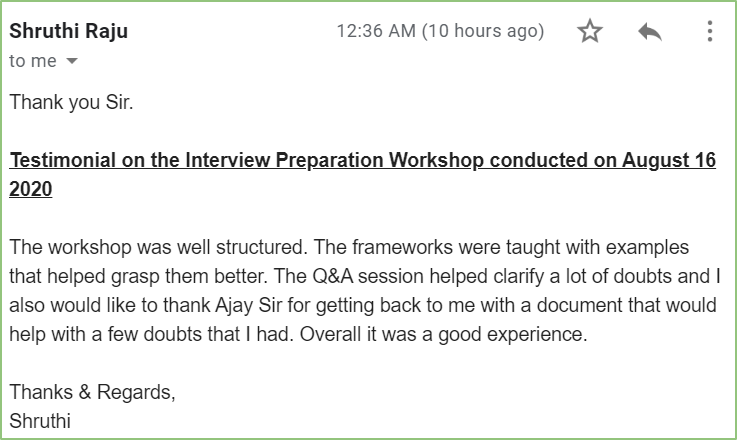 Shruthi Raju 12:36 AM (10 hours ago)
to me
Thank you Sir.
Testimonial on the Interview Preparation Workshop conducted on August 16
2020
The workshop was well structured. The frameworks were taught with examples
that helped grasp them better. The Q&A session helped clarify a lot of doubts and I
also would like to thank Ajay Sir for getting back to me with a document that would
help with a few doubts that I had. Overall it was a good experience.
Thanks & Regards,
Shruthi